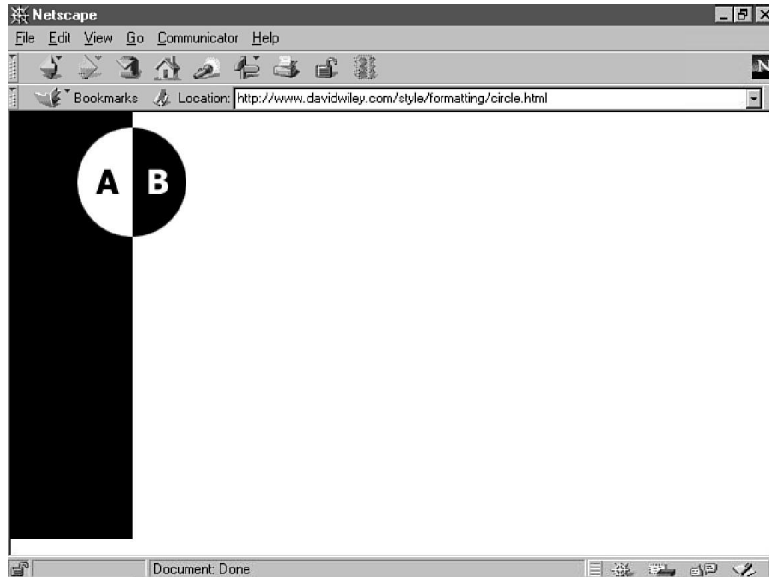 Netscape
File Edit View Go Communicator Help
N
Bookmarks Location: http://www.davidwiley.com/style/formatting/circle.html
A B
Document: Done